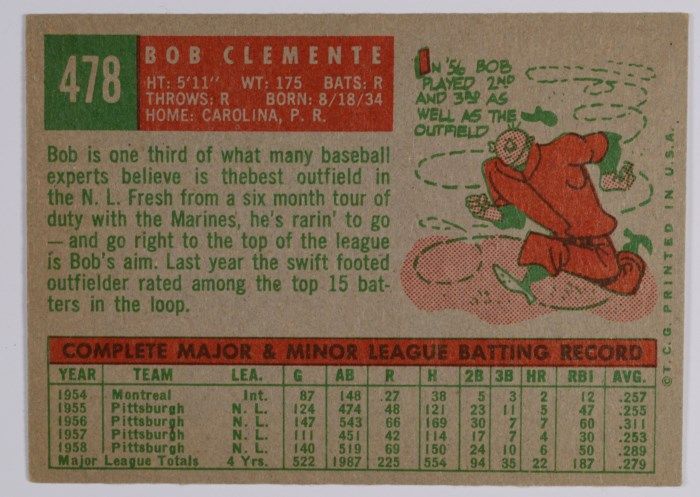 478
BOB CLEMENTE
HT: 5'11" WT: 175 BATS: R
THROWS: R BORN: 8/18/34
HOME: CAROLINA, P. R.
IN '56 BOB
PLAYED 2ND
AND 3RD AS
WELL AS THE
OUTFIELD
Bob is one third of what many baseball
experts believe is thebest outfield in
the N. L. Fresh from a six month tour of
duty with the Marines, he's rarin' to go
—and go right to the top of the league
is Bob's aim. Last year the swift footed
outfielder rated among the top 15 bat-
ters in the loop.
COMPLETE MAJOR & MINOR LEAGUE BATTING RECORD
YEAR TEAM LEA. G AB R H 2B 3B HR RBI AVG.
1954 Montreal Int. 87 148 .27 38 5 3 2 12 .257
1955 Pittsburgh N. L. 124 474 48 121 23 11 5 47 .255
1956 Pittsburgh N. L. 147 543 66 169 30 7 7 60 .311
1957 Pittsburgh N. L. 111 451 42 114 17 7 4 30 .253
1958 Pittsburgh N. L. 140 519 69 150 24 10 6 50 .289
Major League Totals 4 Yrs. 522 1987 225 554 94 35 22 187 .279
© T. C. G. PRINTED IN U.S.A.